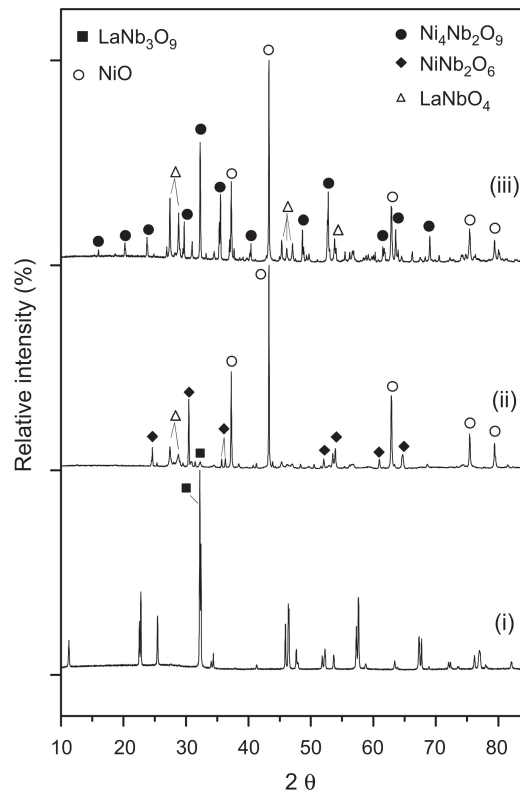 LaNb₃O₉
NiO
Ni₄Nb₂O₉
NiNb₂O₆
LaNbO₄
(iii)
(ii)
(i)
Relative intensity (%)
10 20 30 40 50 60 70 80
2 θ